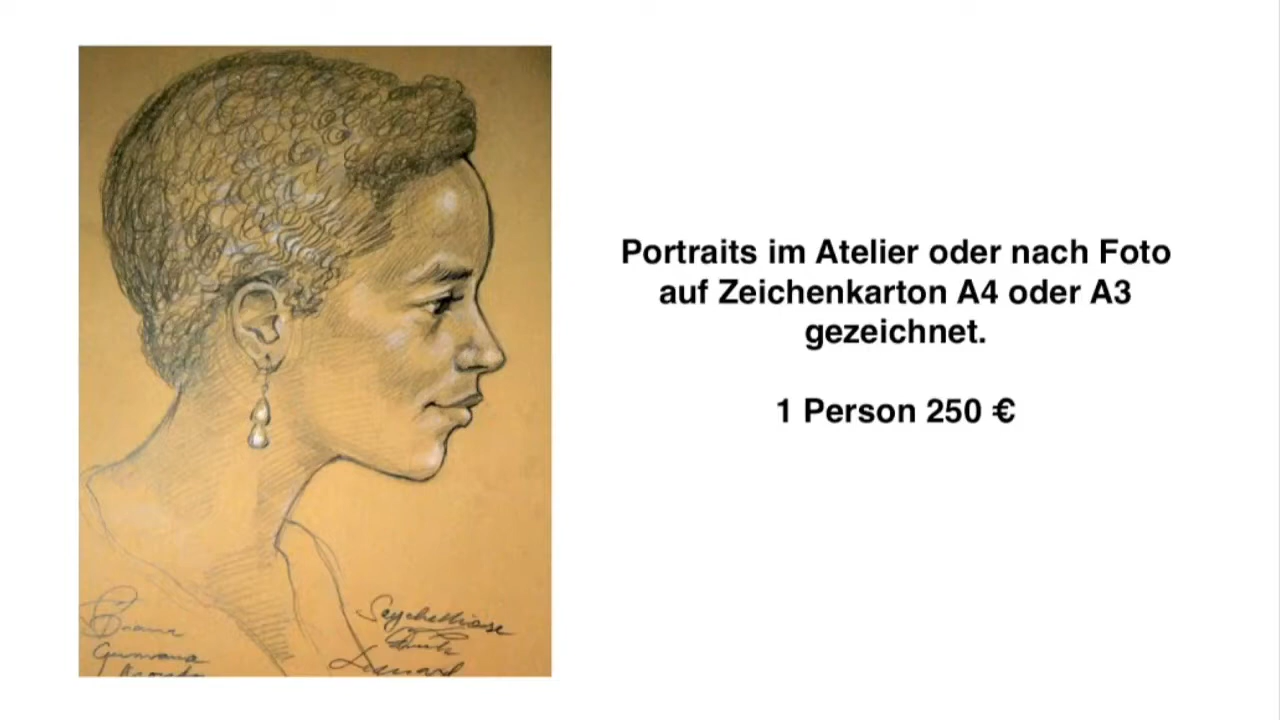 Portraits im Atelier oder nach Foto
auf Zeichenkarton A4 oder A3
gezeichnet.
1 Person 250 €